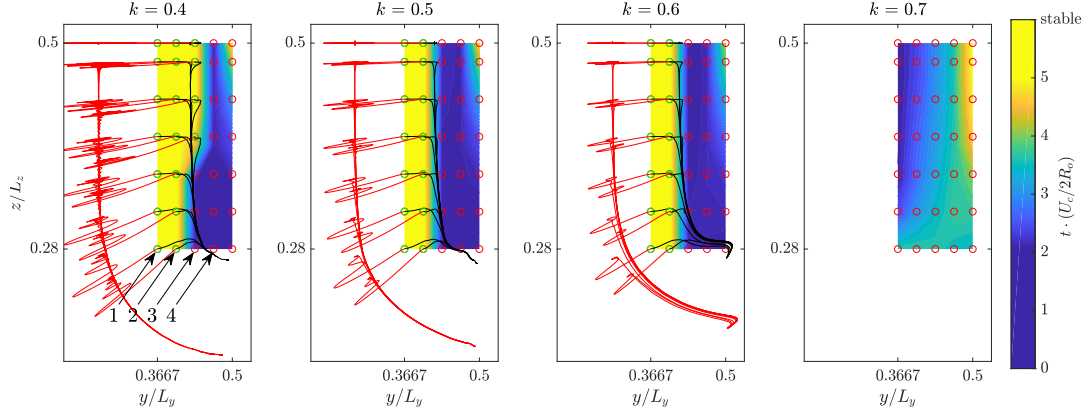 k = 0.4
k = 0.5
k = 0.6
k = 0.7
z/L_z
0.5
0.28
1 2 3 4
0.3667 0.5
y/L_y
0.5
0.28
0.3667 0.5
y/L_y
0.5
0.28
0.3667 0.5
y/L_y
0.5
0.28
0.3667 0.5
y/L_y
stable
5
4
3
2
1
0
t · (U_c/2R_o)